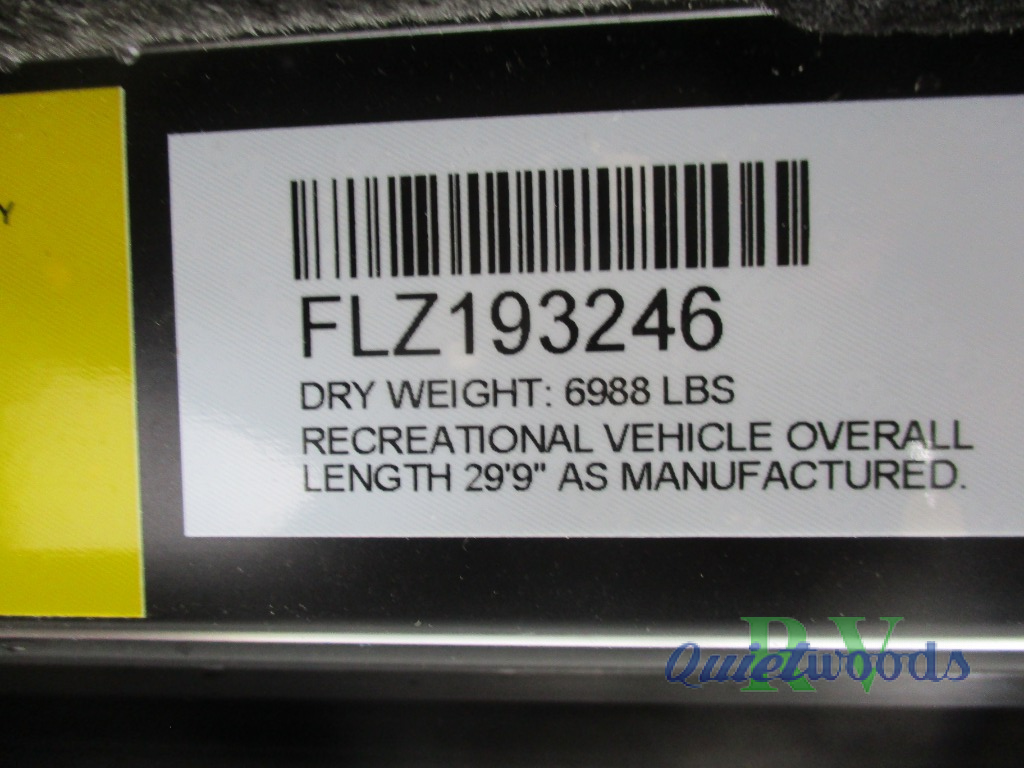 Y
FLZ193246
DRY WEIGHT: 6988 LBS
RECREATIONAL VEHICLE OVERALL
LENGTH 29'9" AS MANUFACTURED.
RV
Quietwoods